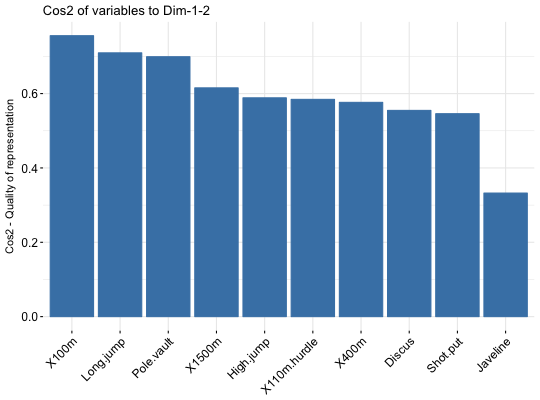 Cos2 of variables to Dim-1-2
Cos2 - Quality of representation
0.6
0.4
0.2
0.0
X100m
Long.jump
Pole.vault
X1500m
High.jump
X110m.hurdle
X400m
Discus
Shot.put
Javeline